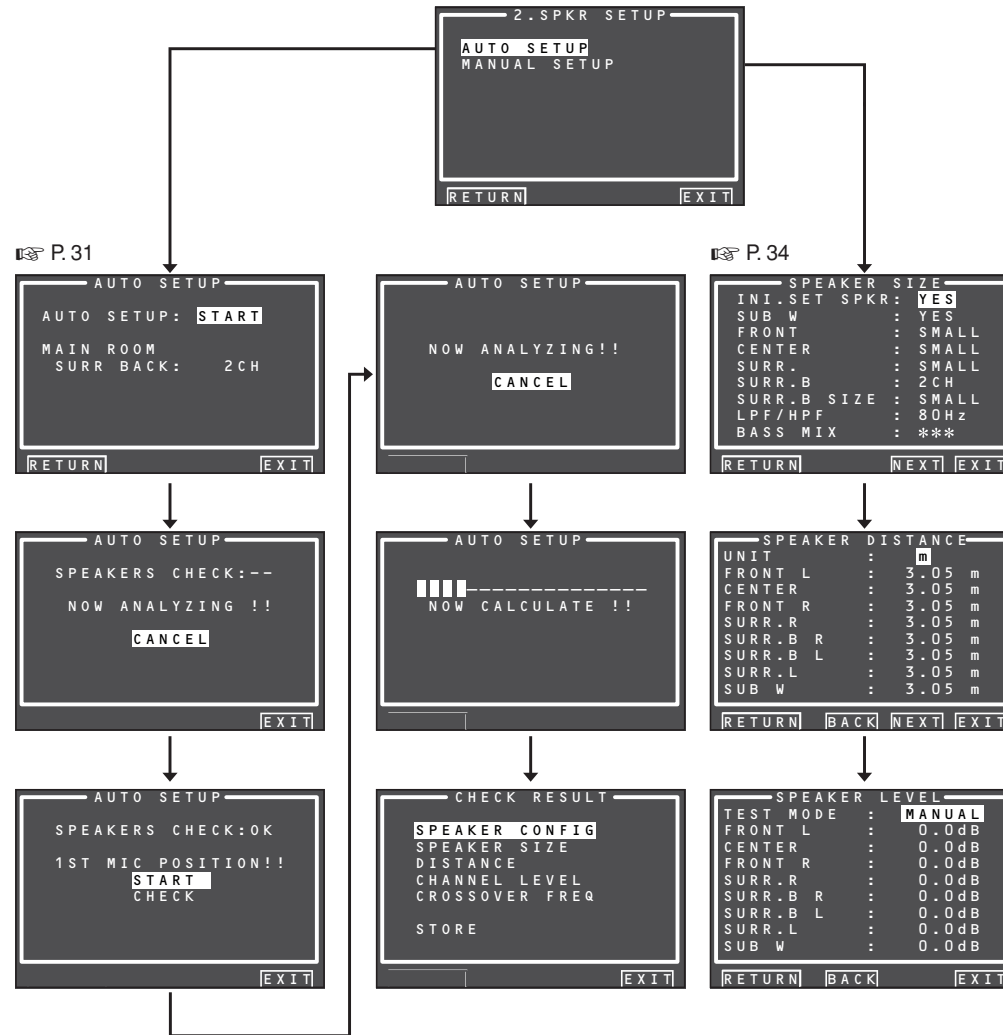 2.SPKR SETUP
AUTO SETUP
MANUAL SETUP
RETURN EXIT
☞ P. 31
AUTO SETUP
AUTO SETUP: START
MAIN ROOM
SURR BACK: 2CH
RETURN EXIT
AUTO SETUP
SPEAKERS CHECK:--
NOW ANALYZING !!
CANCEL
EXIT
AUTO SETUP
SPEAKERS CHECK:OK
1ST MIC POSITION!!
START
CHECK
EXIT
AUTO SETUP
NOW ANALYZING!!
CANCEL
AUTO SETUP
NOW CALCULATE !!
CHECK RESULT
SPEAKER CONFIG
SPEAKER SIZE
DISTANCE
CHANNEL LEVEL
CROSSOVER FREQ
STORE
EXIT
☞ P. 34
SPEAKER SIZE
INI.SET SPKR: YES
SUB W : YES
FRONT : SMALL
CENTER : SMALL
SURR. : SMALL
SURR.B : 2CH
SURR.B SIZE : SMALL
LPF/HPF : 80Hz
BASS MIX : ***
RETURN NEXT EXIT
SPEAKER DISTANCE
UNIT : m
FRONT L : 3.05 m
CENTER : 3.05 m
FRONT R : 3.05 m
SURR.R : 3.05 m
SURR.B R : 3.05 m
SURR.B L : 3.05 m
SURR.L : 3.05 m
SUB W : 3.05 m
RETURN BACK NEXT EXIT
SPEAKER LEVEL
TEST MODE : MANUAL
FRONT L : 0.0dB
CENTER : 0.0dB
FRONT R : 0.0dB
SURR.R : 0.0dB
SURR.B R : 0.0dB
SURR.B L : 0.0dB
SURR.L : 0.0dB
SUB W : 0.0dB
RETURN BACK EXIT